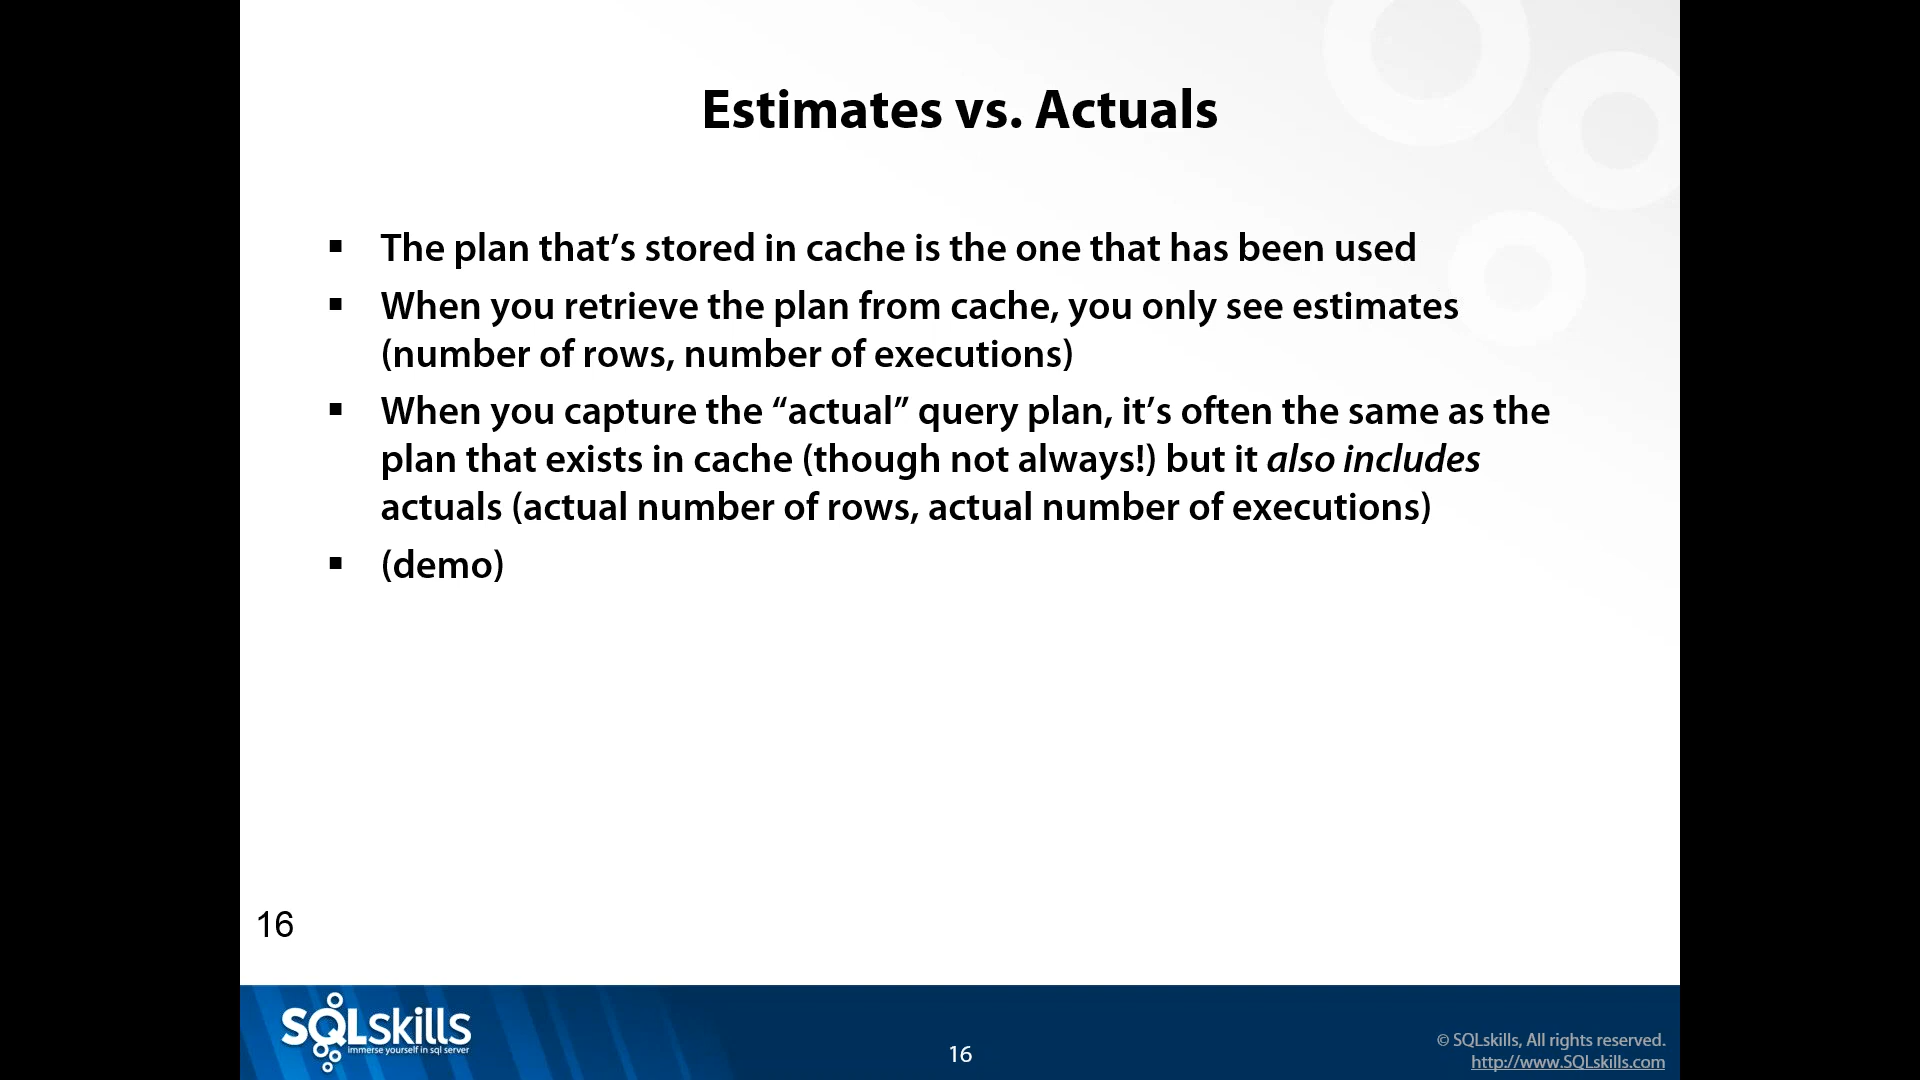 Estimates vs. Actuals
▪ The plan that’s stored in cache is the one that has been used
▪ When you retrieve the plan from cache, you only see estimates
(number of rows, number of executions)
▪ When you capture the “actual” query plan, it’s often the same as the
plan that exists in cache (though not always!) but it also includes
actuals (actual number of rows, actual number of executions)
▪ (demo)
16
SQLskills
immerse yourself in sql server
16
© SQLskills, All rights reserved.
http://www.SQLskills.com